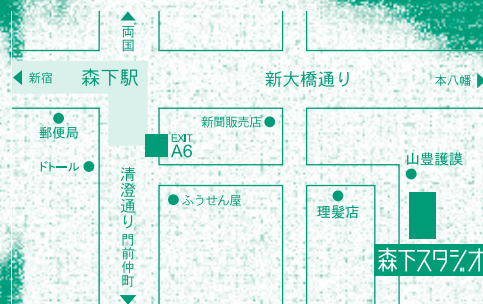 両国
新宿
森下駅
新大橋通り
本八幡
郵便局
EXIT
A6
新聞販売店
ドトール
山豊護謨
清澄通り
ふうせん屋
理髪店
門前仲町
森下スタジオ